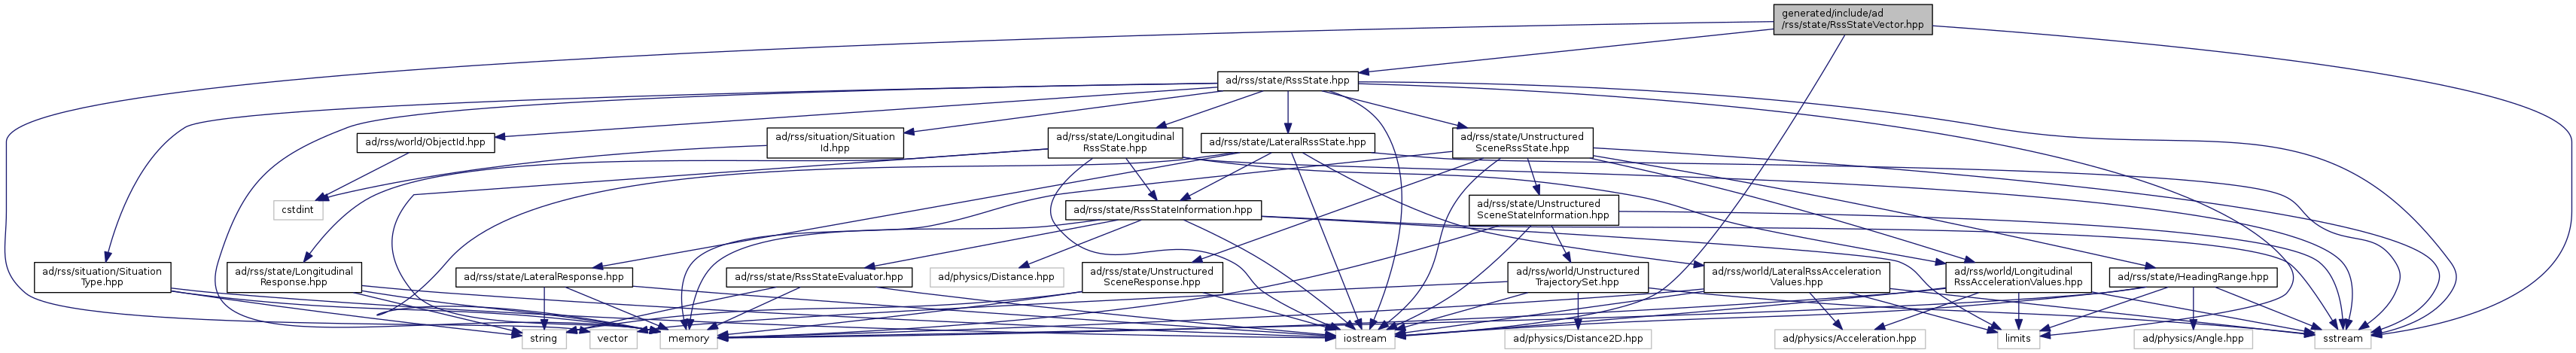 generated/include/ad
/rss/state/RssStateVector.hpp
ad/rss/state/RssState.hpp
ad/rss/world/ObjectId.hpp
ad/rss/situation/Situation
Id.hpp
ad/rss/state/Longitudinal
RssState.hpp
ad/rss/state/LateralRssState.hpp
ad/rss/state/Unstructured
SceneRssState.hpp
cstdint
ad/rss/state/RssStateInformation.hpp
ad/rss/state/Unstructured
SceneStateInformation.hpp
ad/rss/situation/Situation
Type.hpp
ad/rss/state/Longitudinal
Response.hpp
ad/rss/state/LateralResponse.hpp
ad/rss/state/RssStateEvaluator.hpp
ad/physics/Distance.hpp
ad/rss/state/Unstructured
SceneResponse.hpp
ad/rss/world/Unstructured
TrajectorySet.hpp
ad/rss/world/LateralRssAcceleration
Values.hpp
ad/rss/world/Longitudinal
RssAccelerationValues.hpp
ad/rss/state/HeadingRange.hpp
string
vector
memory
iostream
ad/physics/Distance2D.hpp
ad/physics/Acceleration.hpp
limits
ad/physics/Angle.hpp
sstream